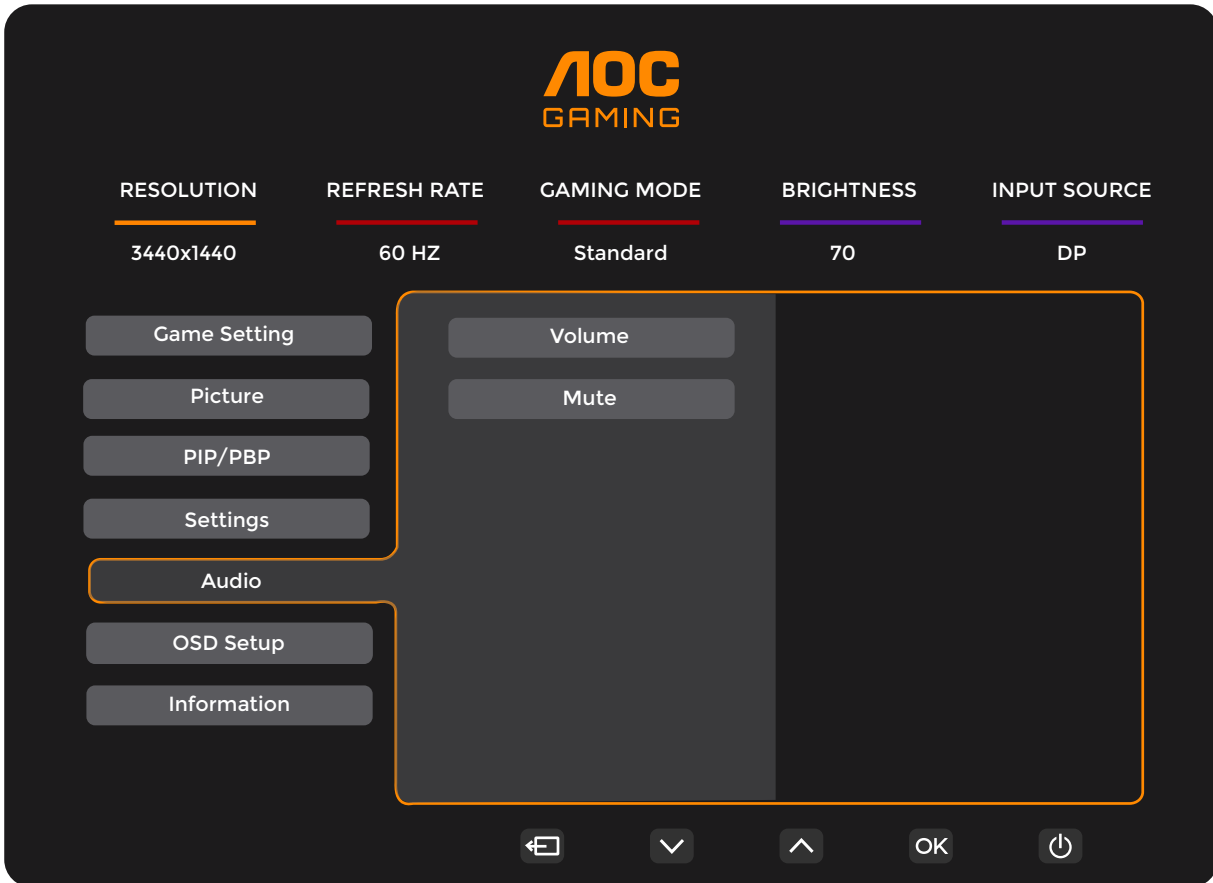 AOC
GAMING
RESOLUTION REFRESH RATE GAMING MODE BRIGHTNESS INPUT SOURCE
3440x1440 60 HZ Standard 70 DP
Game Setting
Picture
PIP/PBP
Settings
Audio
OSD Setup
Information
Volume
Mute
OK